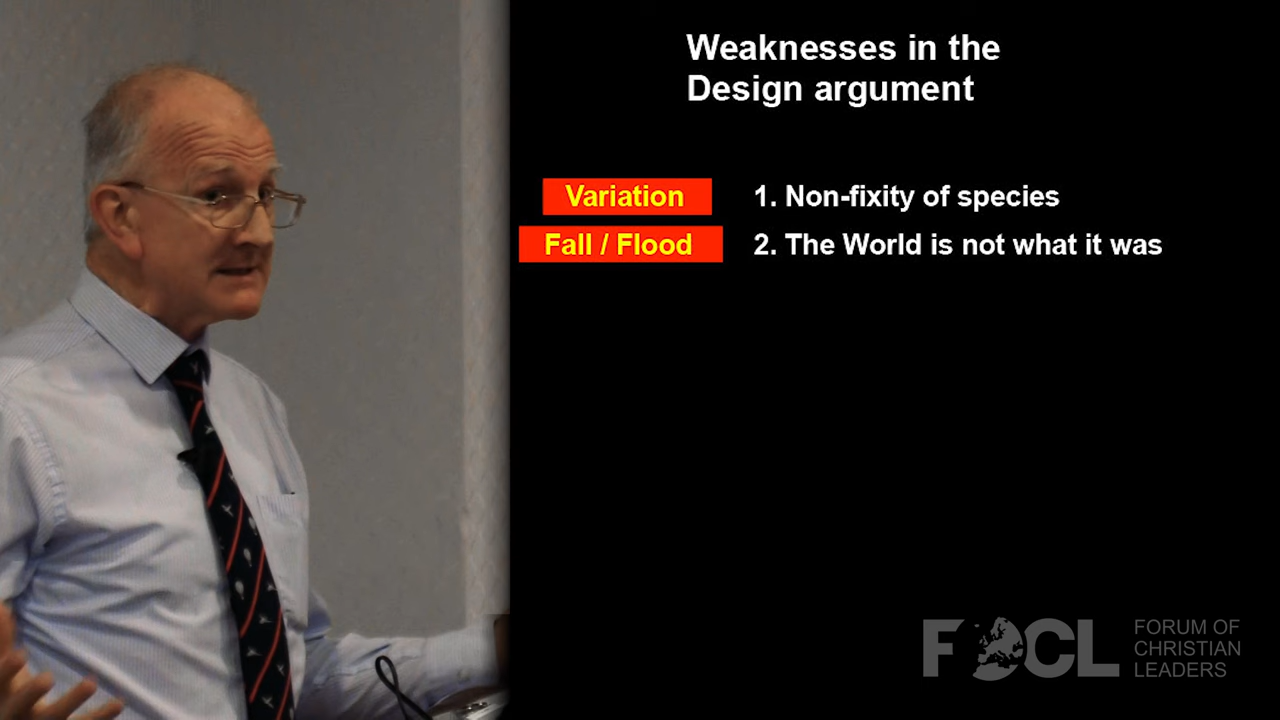 Weaknesses in the
Design argument
Variation 1. Non-fixity of species
Fall / Flood 2. The World is not what it was
FOCL FORUM OF
CHRISTIAN
LEADERS